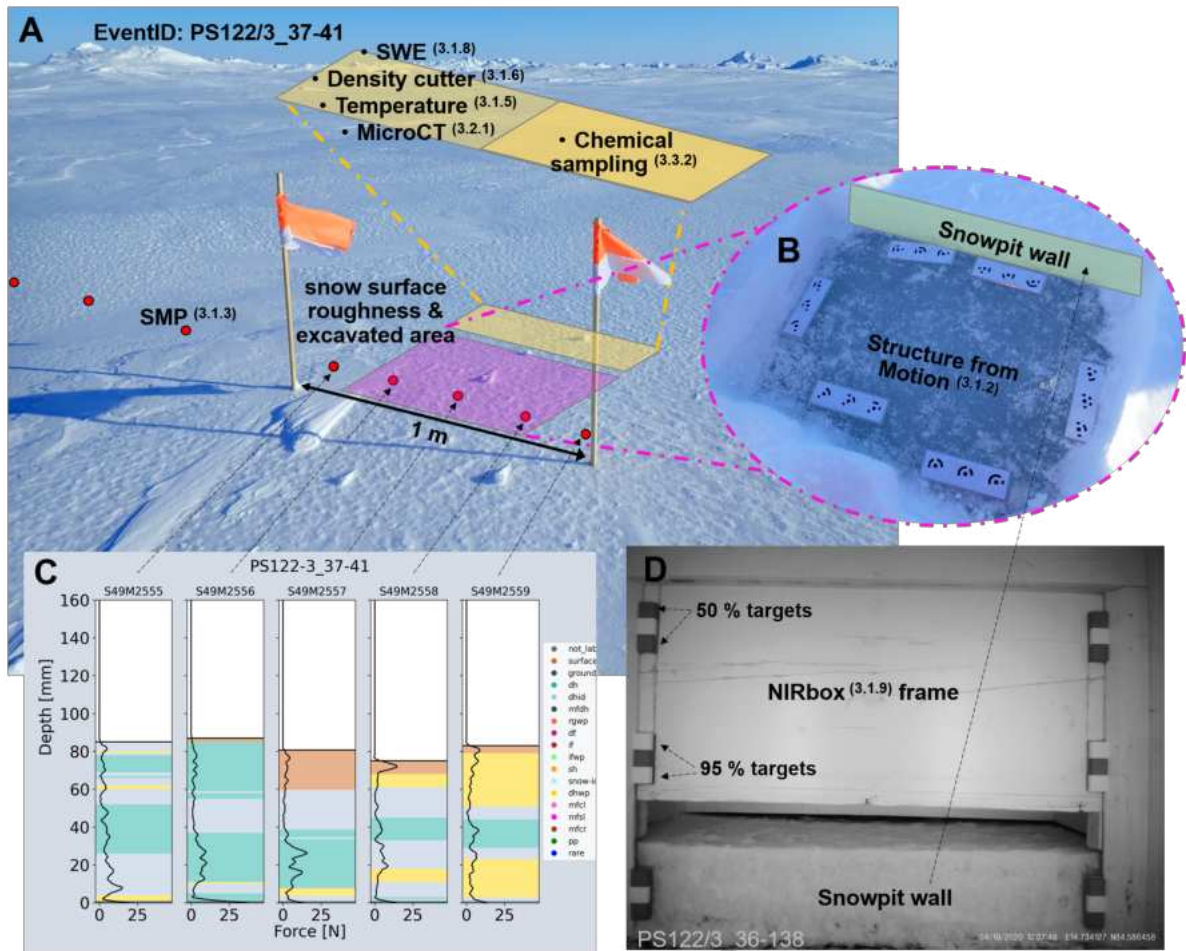 A
EventID: PS122/3_37-41
SWE (3.1.8)
Density cutter (3.1.6)
Temperature (3.1.5)
MicroCT (3.2.1)
Chemical
sampling (3.3.2)
B
Snowpit wall
Structure from
Motion (3.1.2)
SMP (3.1.3)
snow surface
roughness &
excavated area
1 m
C
PS122-3_37-41
S49M2555 S49M2556 S49M2557 S49M2558 S49M2559
Depth [mm]
160
140
120
100
80
60
40
20
0
0 25 0 25 0 25 0 25 0 25
Force [N]
not_lab
surface
ground
dh
dhid
mfdh
rgwp
df
if
ifwp
sh
snow-ic
dhwp
mfcl
mfsl
mfcr
pp
rare
D
50 % targets
NIRbox (3.1.9) frame
95 % targets
Snowpit wall
PS122/3_36-138